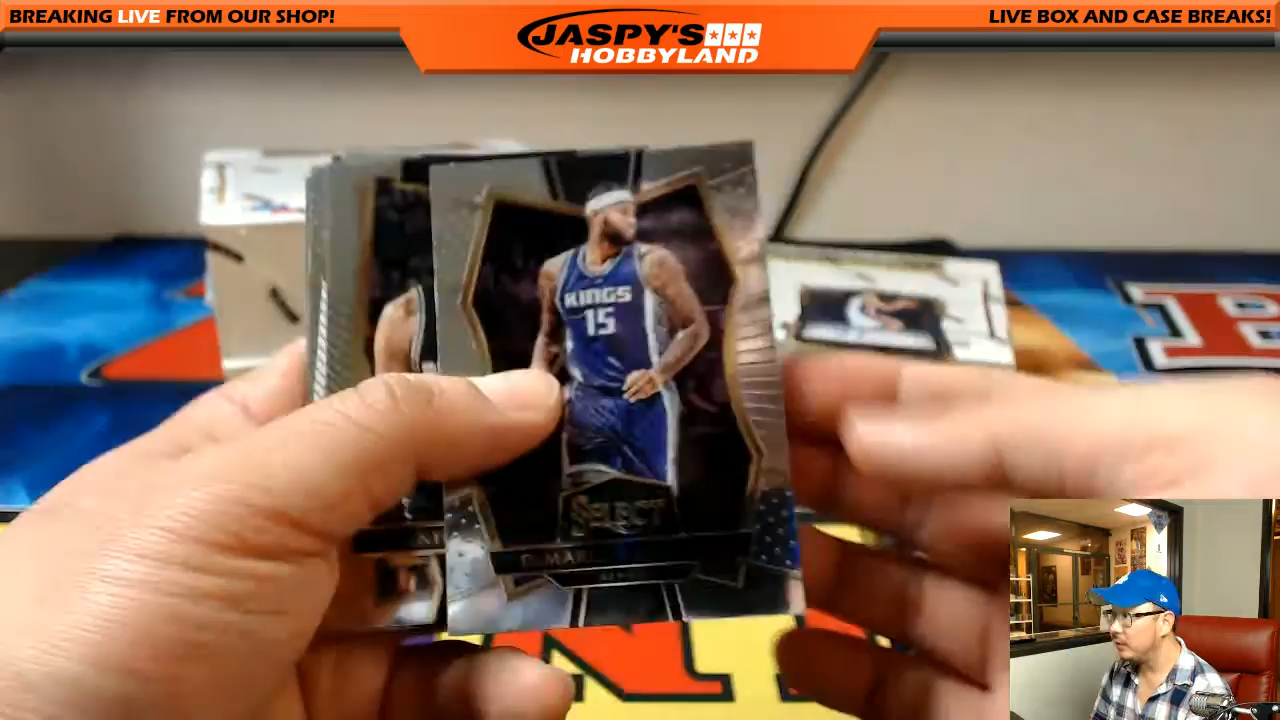 BREAKING LIVE FROM OUR SHOP!
JASPY'S
HOBBYLAND
LIVE BOX AND CASE BREAKS!
KINGS
15
SELECT